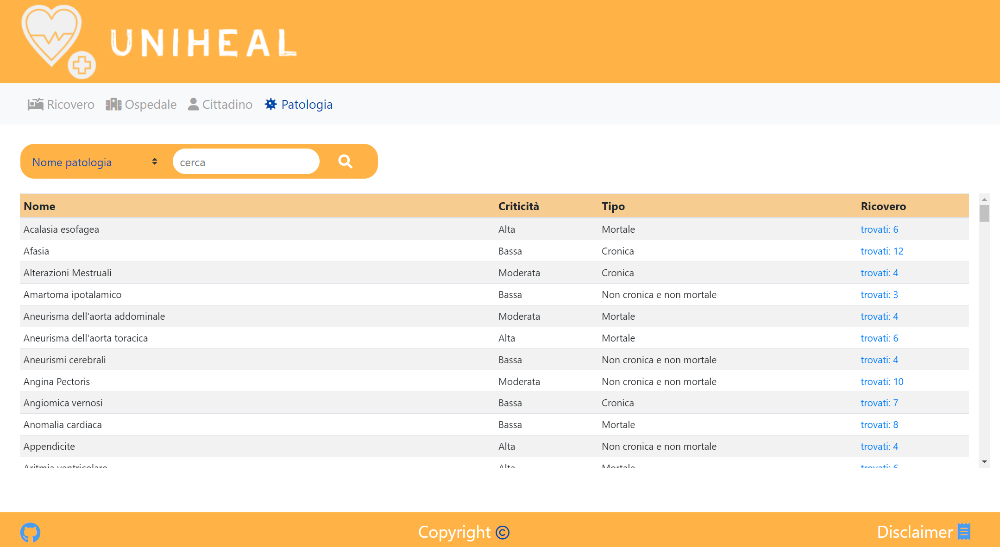 UNIHEAL
Ricovero Ospedale Cittadino Patologia
Nome patologia cerca
Nome Criticità Tipo Ricovero
Acalasia esofagea Alta Mortale trovati: 6
Afasia Bassa Cronica trovati: 12
Alterazioni Mestruali Moderata Cronica trovati: 4
Amartoma ipotalamico Bassa Non cronica e non mortale trovati: 3
Aneurisma dell'aorta addominale Moderata Mortale trovati: 4
Aneurisma dell'aorta toracica Alta Mortale trovati: 6
Aneurismi cerebrali Bassa Non cronica e non mortale trovati: 4
Angina Pectoris Moderata Non cronica e non mortale trovati: 10
Angiomica vernosi Bassa Cronica trovati: 7
Anomalia cardiaca Bassa Mortale trovati: 8
Appendicite Alta Non cronica e non mortale trovati: 4
Aritmia ventricolare Alta Mortale trovati: 6
Copyright © Disclaimer